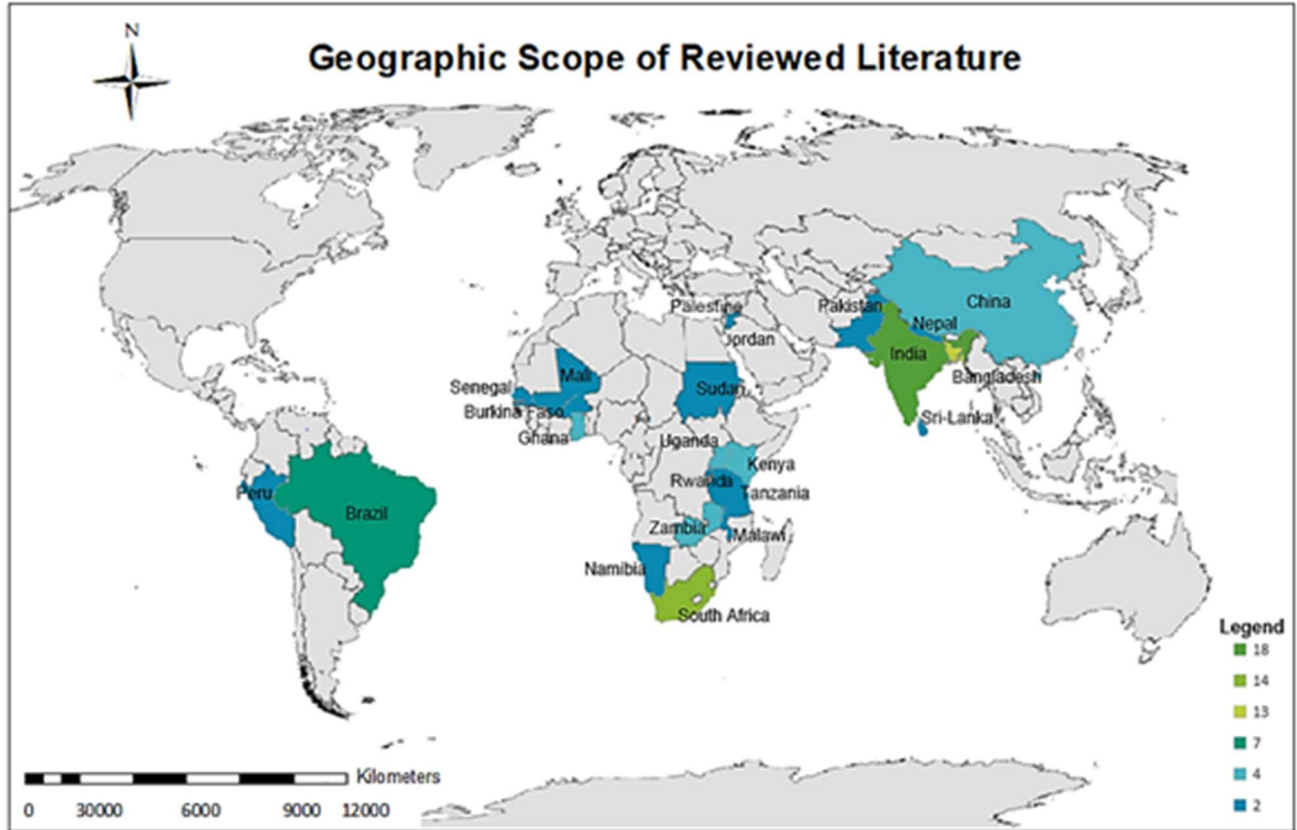 N
Geographic Scope of Reviewed Literature
Palestine
Jordan
Pakistan
China
Nepal
India
Bangladesh
Sri-Lanka
Mali
Senegal
Burkina Faso
Ghana
Sudan
Uganda
Kenya
Rwanda
Tanzania
Zambia
Malawi
Namibia
South Africa
Peru
Brazil
Legend
18
14
13
7
4
2
Kilometers
0 30000 6000 9000 12000